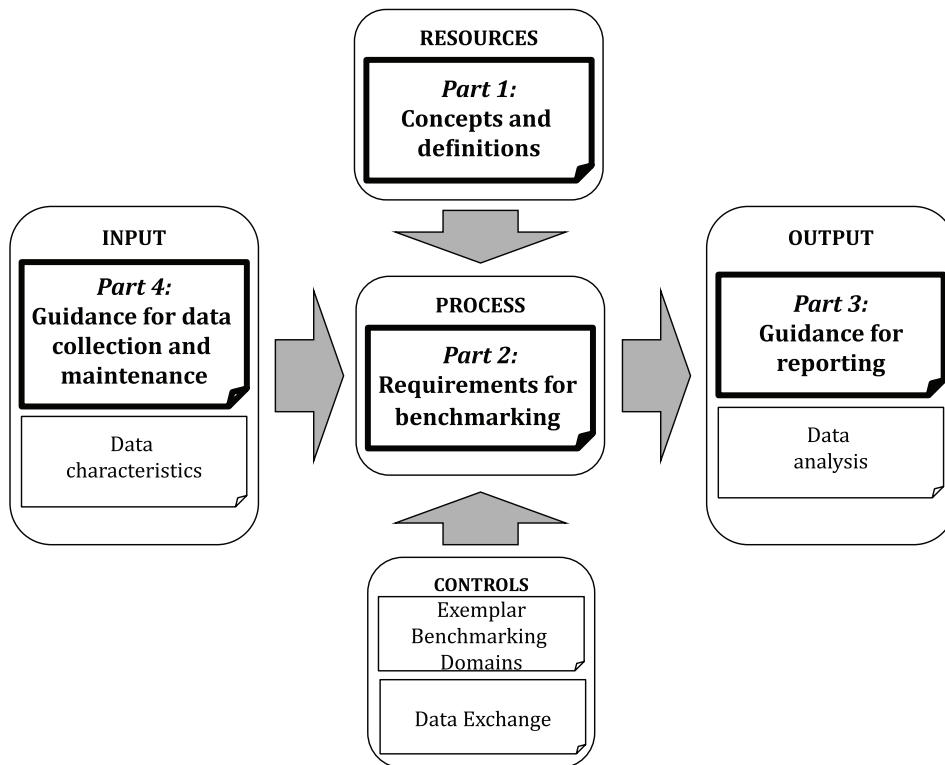 RESOURCES
Part 1:
Concepts and
definitions
INPUT
Part 4:
Guidance for data
collection and
maintenance
Data
characteristics
PROCESS
Part 2:
Requirements for
benchmarking
OUTPUT
Part 3:
Guidance for
reporting
Data
analysis
CONTROLS
Exemplar
Benchmarking
Domains
Data Exchange